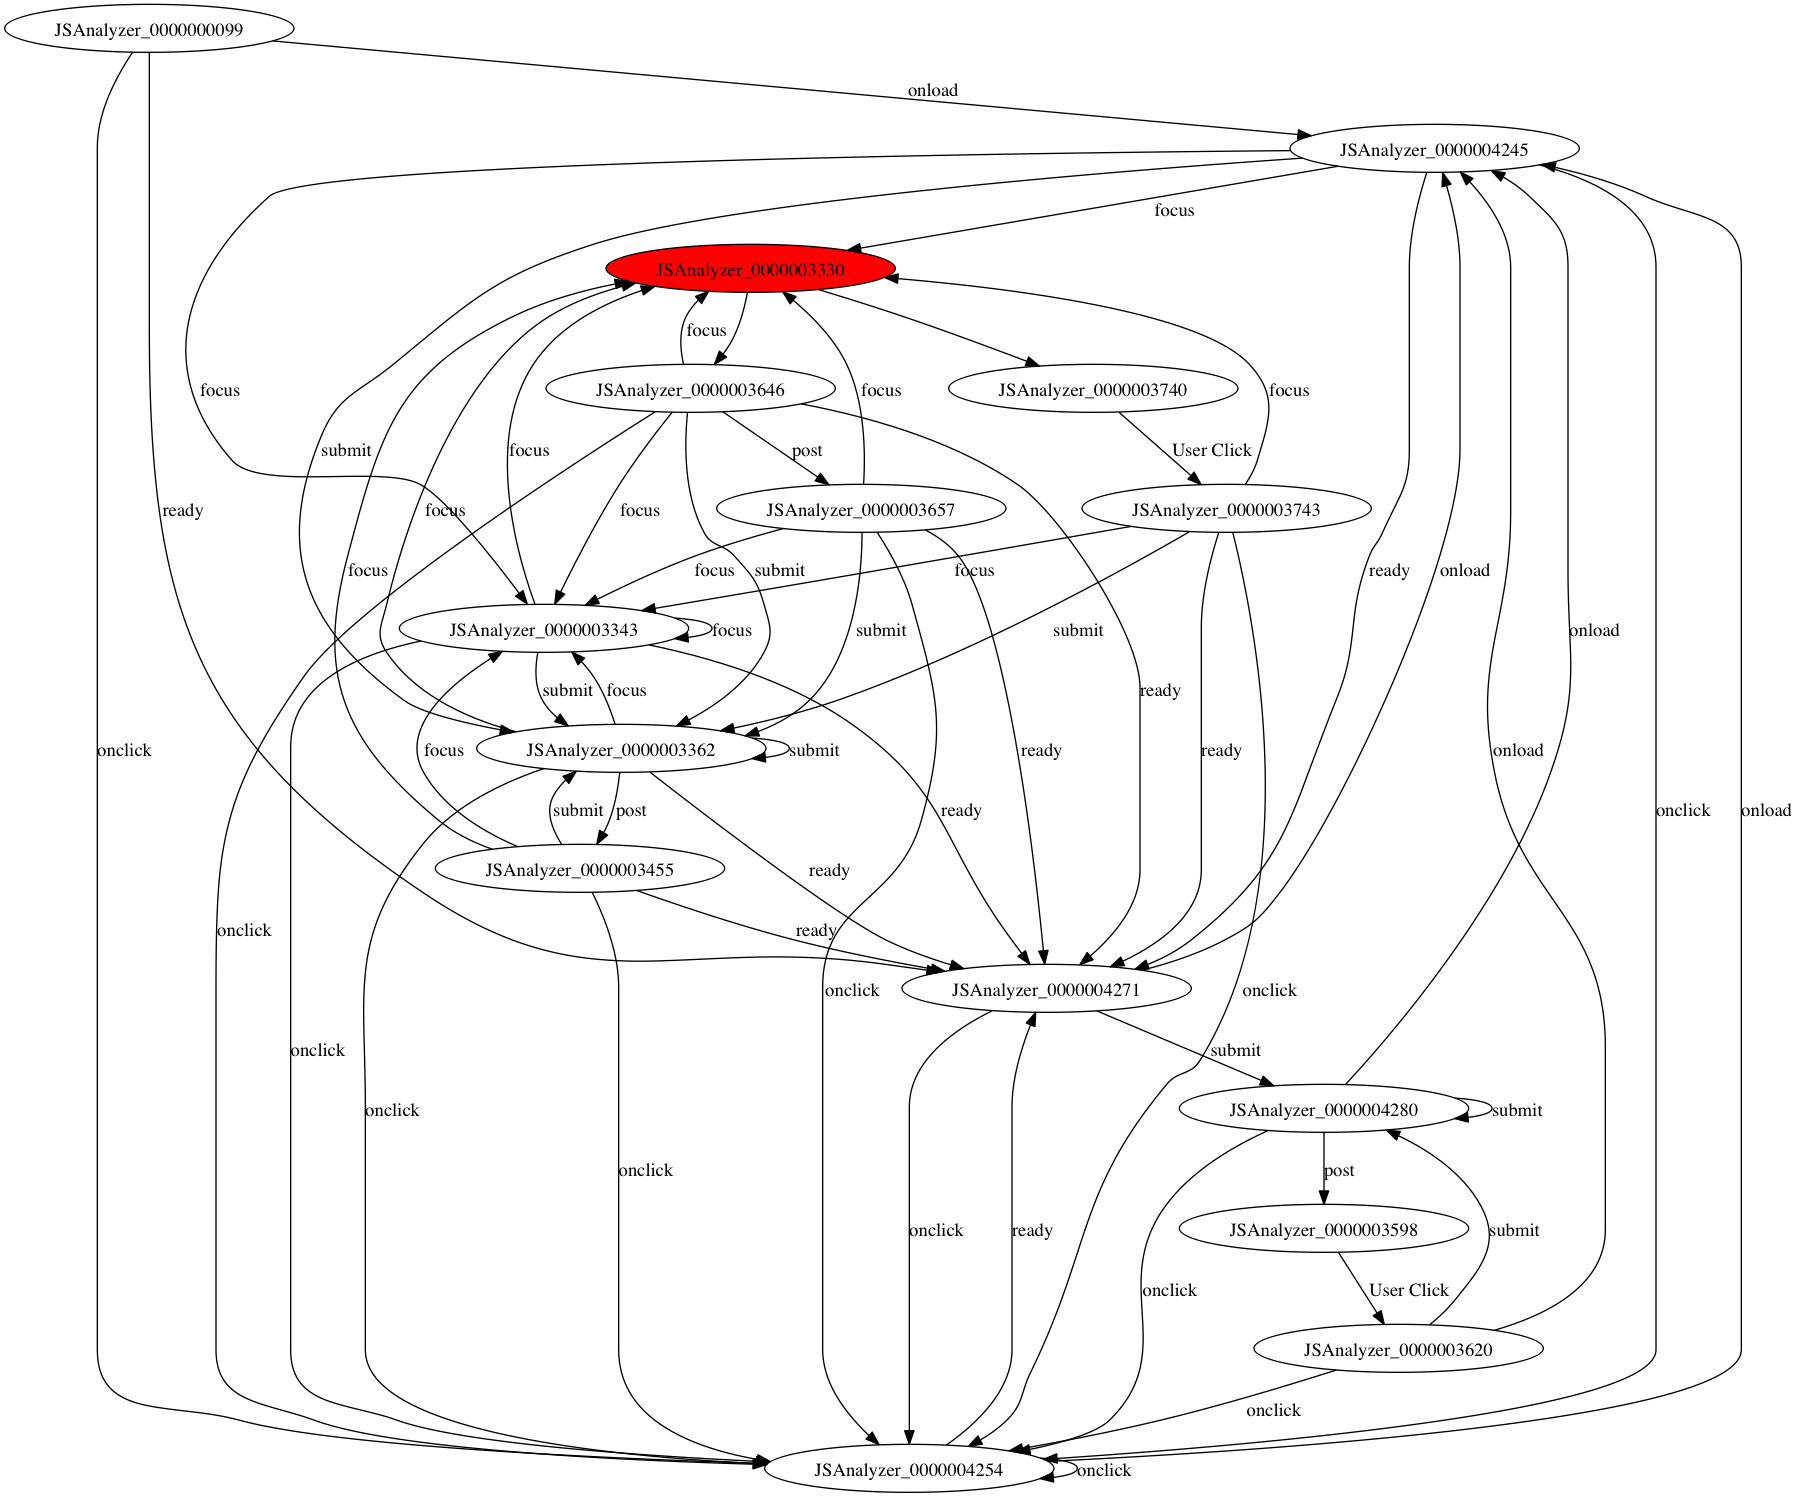 JSAnalyzer_0000000099
onload
JSAnalyzer_0000004245
focus
JSAnalyzer_0000003330
focus
JSAnalyzer_0000003646
JSAnalyzer_0000003740
focus
focus
focus
submit
focus
post
User Click
ready
JSAnalyzer_0000003657
JSAnalyzer_0000003743
focus
focus
focus
submit
focus
focus
ready
onload
JSAnalyzer_0000003343
focus
submit
submit
onload
submit
focus
ready
onclick
JSAnalyzer_0000003362
submit
focus
ready
ready
onload
submit
post
ready
onclick
onload
JSAnalyzer_0000003455
ready
onclick
ready
JSAnalyzer_0000004271
onclick
onclick
onclick
submit
onclick
JSAnalyzer_0000004280
submit
onclick
post
onclick
ready
JSAnalyzer_0000003598
submit
onclick
User Click
JSAnalyzer_0000003620
onclick
JSAnalyzer_0000004254
onclick